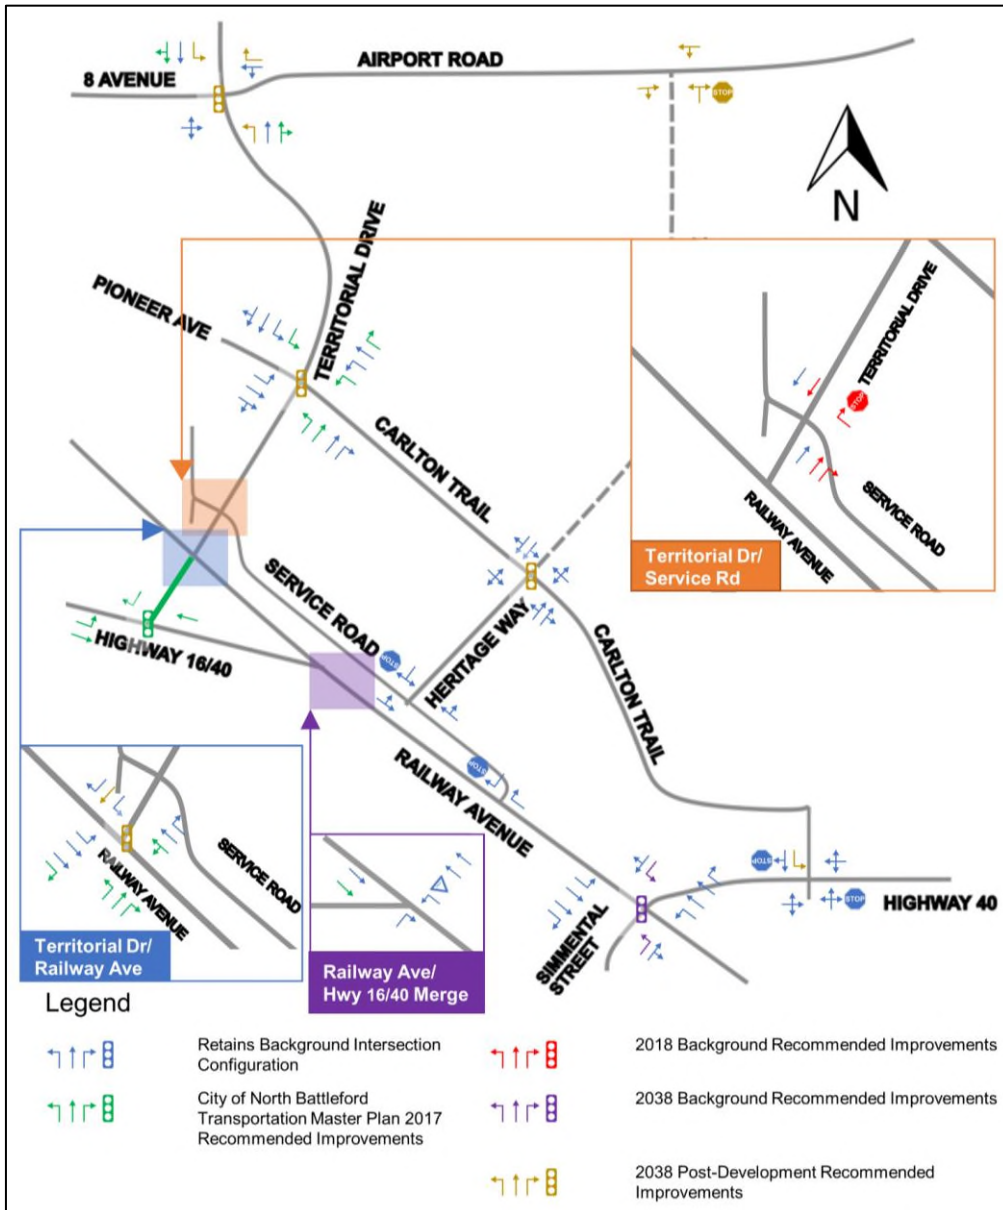 AIRPORT ROAD
8 AVENUE
STOP
N
TERRITORIAL DRIVE
PIONEER AVE
TERRITORIAL DRIVE
STOP
CARLTON TRAIL
SERVICE ROAD
RAILWAY AVENUE
Territorial Dr/
Service Rd
SERVICE ROAD
HIGHWAY 16/40
STOP
HERITAGE WAY
CARLTON TRAIL
STOP
RAILWAY AVENUE
SERVICE ROAD
RAILWAY AVENUE
Territorial Dr/
Railway Ave
Railway Ave/
Hwy 16/40 Merge
SIMMENTAL
STREET
STOP
STOP
HIGHWAY 40
Legend
Retains Background Intersection
Configuration
City of North Battleford
Transportation Master Plan 2017
Recommended Improvements
2018 Background Recommended Improvements
2038 Background Recommended Improvements
2038 Post-Development Recommended
Improvements